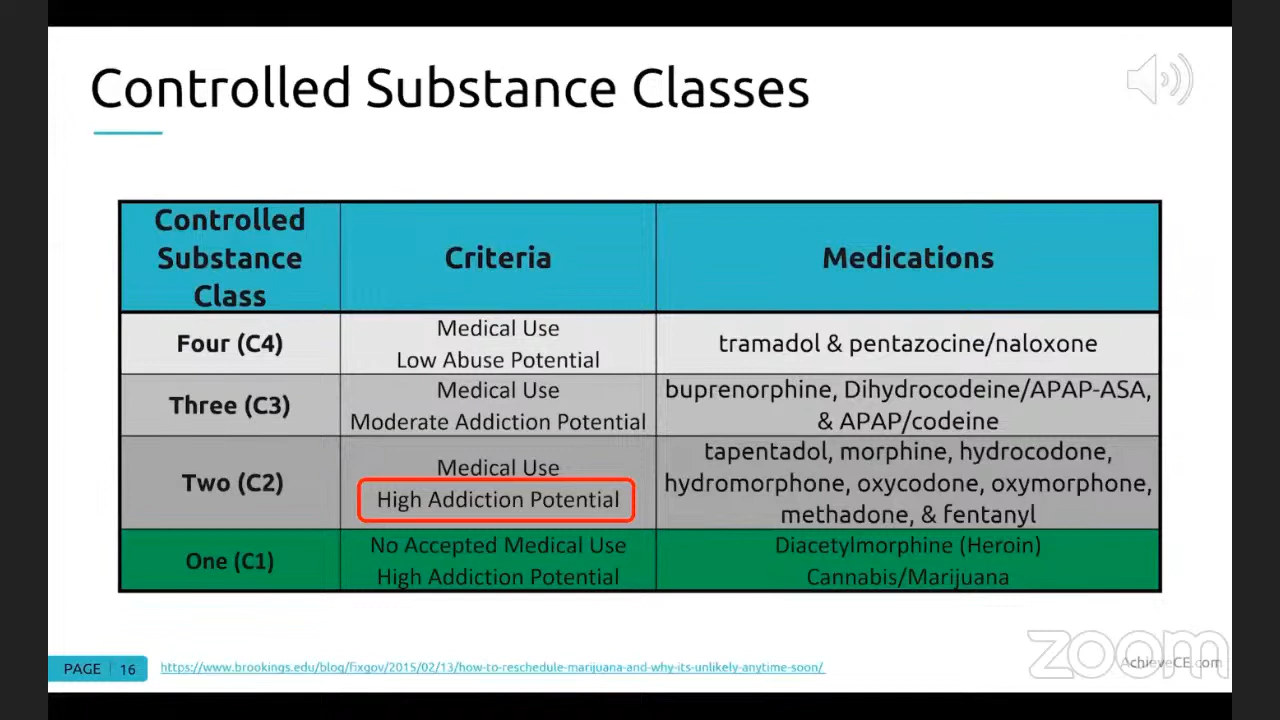 Controlled Substance Classes
Controlled
Substance
Class
Criteria
Medications
Four (C4)
Medical Use
Low Abuse Potential
tramadol & pentazocine/naloxone
Three (C3)
Medical Use
Moderate Addiction Potential
buprenorphine, Dihydrocodeine/APAP-ASA,
& APAP/codeine
Two (C2)
Medical Use
High Addiction Potential
tapentadol, morphine, hydrocodone,
hydromorphone, oxycodone, oxymorphone,
methadone, & fentanyl
One (C1)
No Accepted Medical Use
High Addiction Potential
Diacetylmorphine (Heroin)
Cannabis/Marijuana
PAGE 16
https://www.brookings.edu/blog/fixgov/2015/02/13/how-to-reschedule-marijuana-and-why-its-unlikely-anytime-soon/
zoom
AchieveCE.com